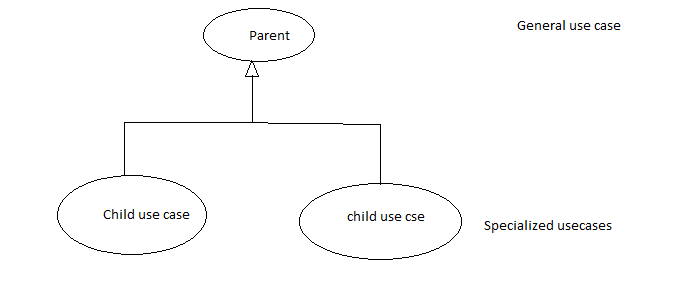 Parent
General use case
Child use case
child use cse
Specialized usecases